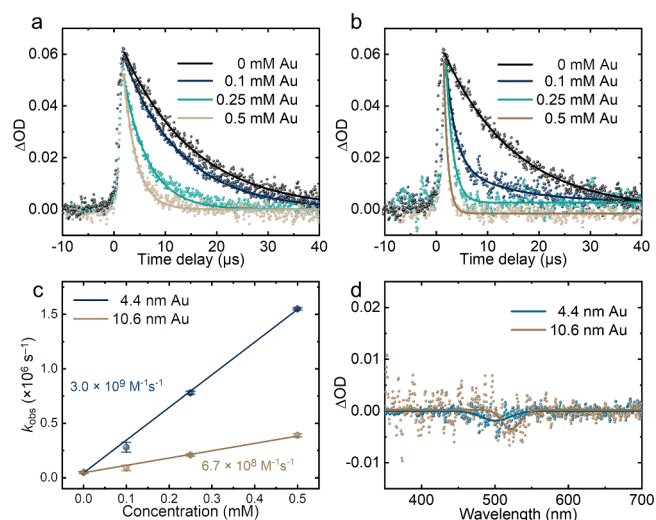 a
0 mM Au
0.1 mM Au
0.25 mM Au
0.5 mM Au
0.06
0.04
0.02
0.00
ΔOD
-10 0 10 20 30 40
Time delay (µs)
b
0 mM Au
0.1 mM Au
0.25 mM Au
0.5 mM Au
0.06
0.04
0.02
0.00
ΔOD
-10 0 10 20 30 40
Time delay (µs)
c
4.4 nm Au
10.6 nm Au
1.5
1.0
0.5
0.0
k_obs (×10⁶ s⁻¹)
3.0 × 10⁹ M⁻¹s⁻¹
6.7 × 10⁸ M⁻¹s⁻¹
0.0 0.1 0.2 0.3 0.4 0.5
Concentration (mM)
d
4.4 nm Au
10.6 nm Au
0.02
0.01
0.00
-0.01
ΔOD
400 500 600 700
Wavelength (nm)